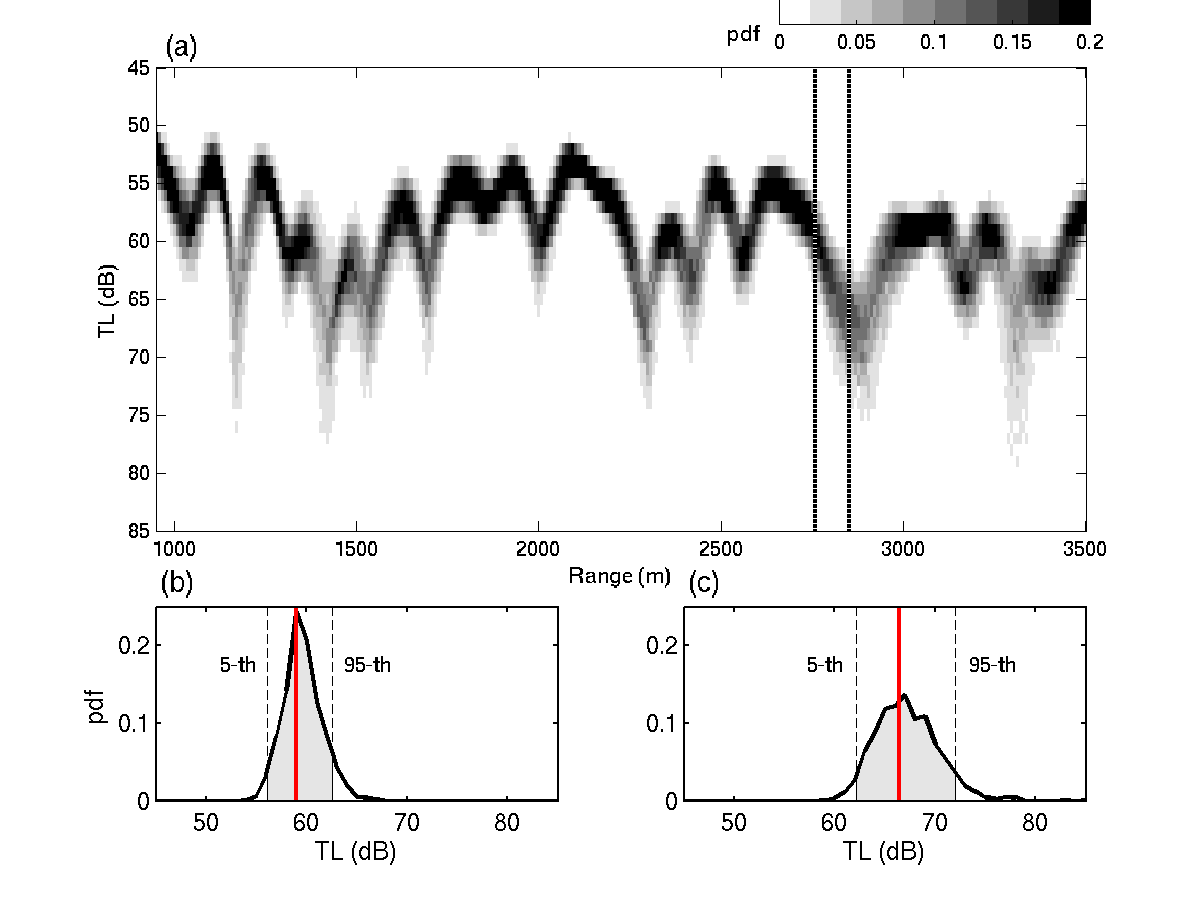 pdf 0 0.05 0.1 0.15 0.2
(a)
45
50
55
60
65
70
75
80
85
TL (dB)
1000 1500 2000 2500 3000 3500
Range (m)
(b) (c)
0.2 5-th 95-th 0.2 5-th 95-th
pdf 0.1 0.1
0 0
50 60 70 80 50 60 70 80
TL (dB) TL (dB)